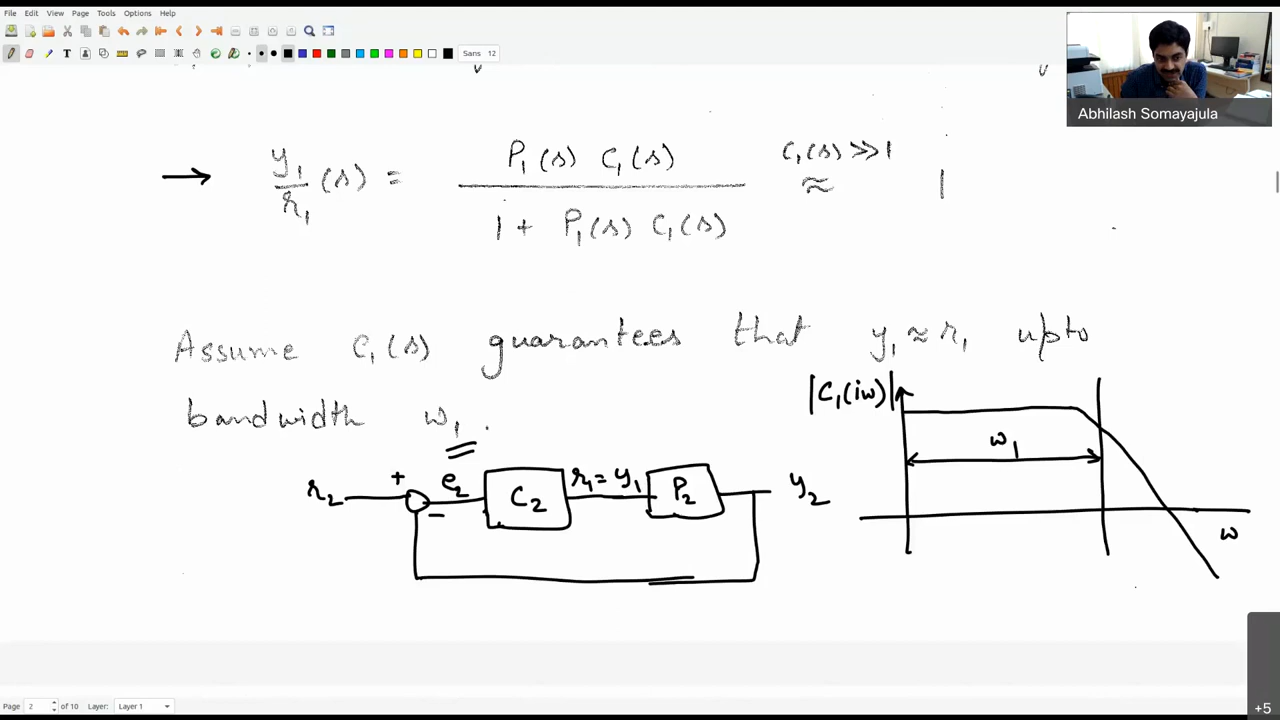 File Edit View Page Tools Options Help
Sans 12
Abhilash Somayajula
y₁/r₁ (s) = P₁(s) C₁(s) / 1 + P₁(s) C₁(s) C₁(s) ≫ 1 ≈ 1
Assume C₁(s) guarantees that y₁ ≈ r₁ upto
bandwidth ω₁.
|C₁(iω)|
ω₁
ω
r₂ + − e₂ C₂ r₁ = y₁ P₂ y₂
Page 2 of 10 Layer: Layer 1
+5